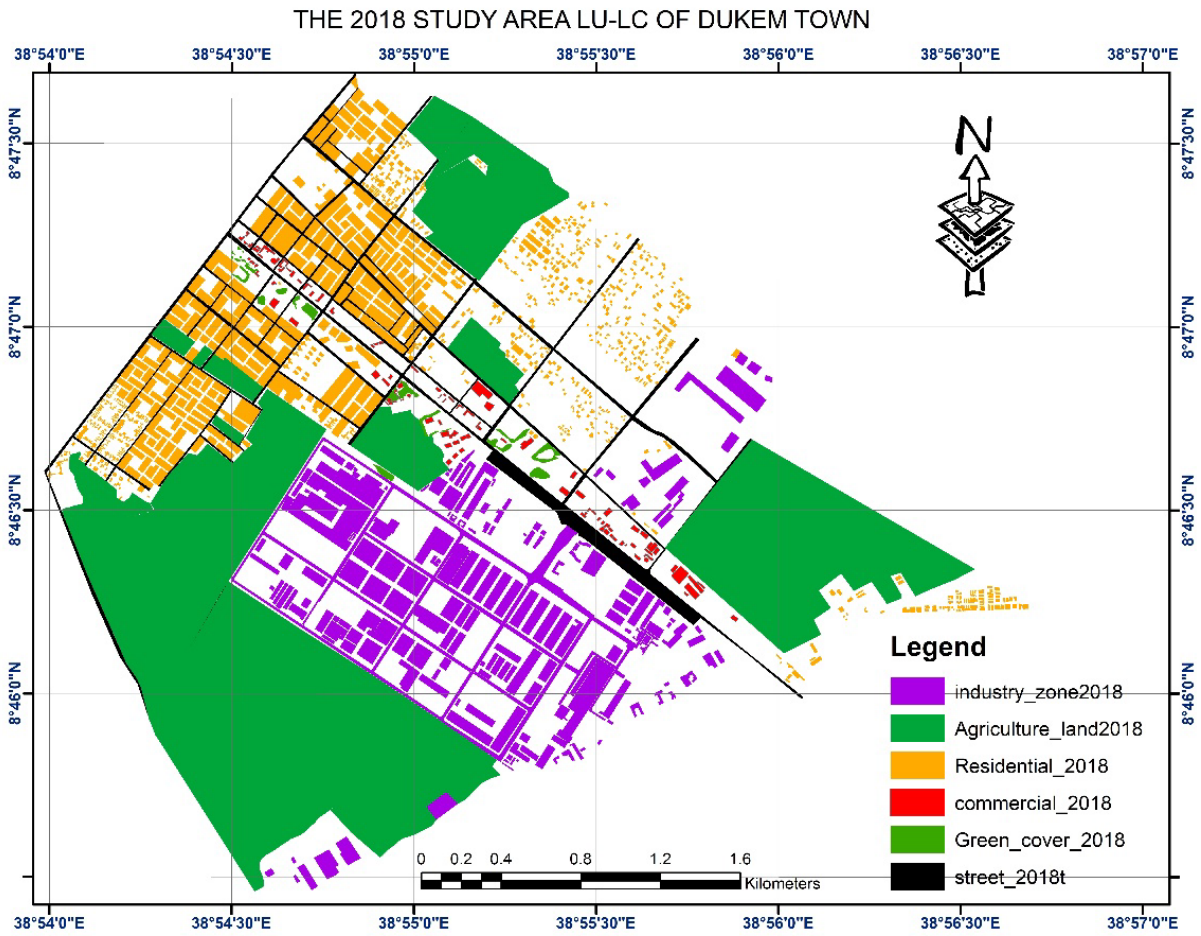 THE 2018 STUDY AREA LU-LC OF DUKEM TOWN
38°54'0"E 38°54'30"E 38°55'0"E 38°55'30"E 38°56'0"E 38°56'30"E 38°57'0"E
N
8°47'30"N 8°47'30"N
8°47'0"N 8°47'0"N
8°46'30"N 8°46'30"N
8°46'0"N 8°46'0"N
Legend
industry_zone2018
Agriculture_land2018
Residential_2018
commercial_2018
Green_cover_2018
street_2018t
0 0.2 0.4 0.8 1.2 1.6
Kilometers
38°54'0"E 38°54'30"E 38°55'0"E 38°55'30"E 38°56'0"E 38°56'30"E 38°57'0"E